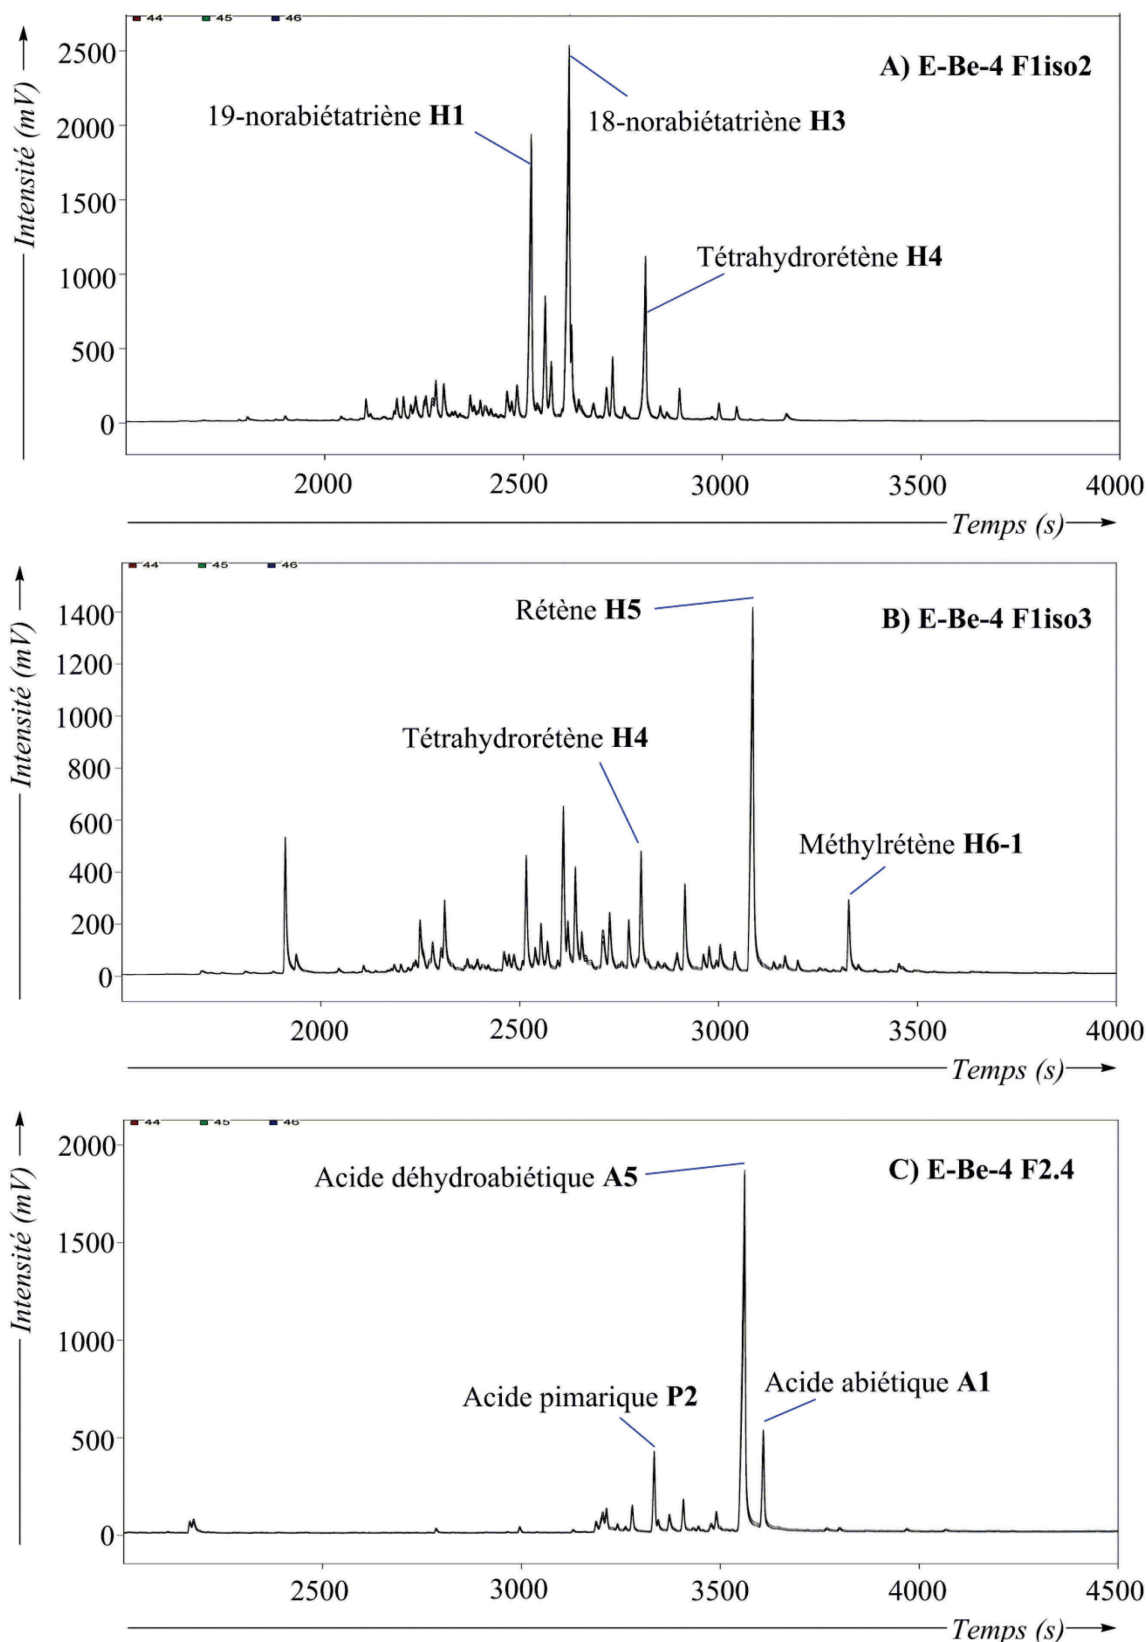 44 45 46
A) E-Be-4 F1iso2
19-norabiétatriène H1
18-norabiétatriène H3
Tétrahydrorétène H4
Intensité (mV)
2500
2000
1500
1000
500
0
2000 2500 3000 3500 4000
Temps (s)
44 45 46
B) E-Be-4 F1iso3
Rétène H5
Tétrahydrorétène H4
Méthylrétène H6-1
Intensité (mV)
1400
1200
1000
800
600
400
200
0
2000 2500 3000 3500 4000
Temps (s)
44 45 46
C) E-Be-4 F2.4
Acide déhydroabiétique A5
Acide pimarique P2
Acide abiétique A1
Intensité (mV)
2000
1500
1000
500
0
2500 3000 3500 4000 4500
Temps (s)